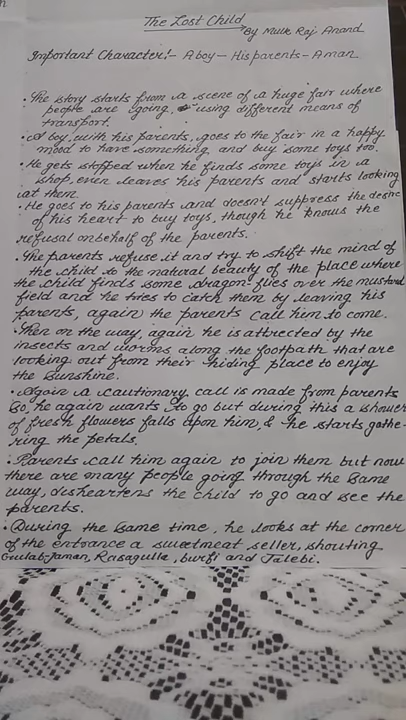 The Lost Child
By Mulk Raj Anand
Important Character:- A boy - His parents - A man
• The story starts from a scene of a huge fair where
people are going, using different means of
transport.
• A boy, with his parents, goes to the fair in a happy
mood to have something, and buy some toys too.
• He gets stopped when he finds some toys in a
shop, even leaves his parents and starts looking
at them.
• He goes to his parents and doesn't suppress the desire
of his heart to buy toys, though he knows the
refusal onbehalf of the parents.
• The parents refuse it and try to shift the mind of
the child to the natural beauty of the place where
the child finds some dragon-flies over the mustard
field and he tries to catch them by leaving his
parents, again the parents call him to come.
• Then on the way, again he is attrected by the
insects and worms along the footpath that are
looking out from their hiding place to enjoy
the Sunshine.
• Again a cautionary call is made from parents
So, he again wants to go but during this a shower
of fresh flowers falls upon him, & he starts gathe-
ring the petals.
• Parents call him again to join them but now
there are many people going through the same
way, disheartens the child to go and see the
parents.
• During the same time, he looks at the corner
of the entrance a sweetmeat seller, shouting
Gulab-Jaman, Rasagulla, burfi and Jalebi.